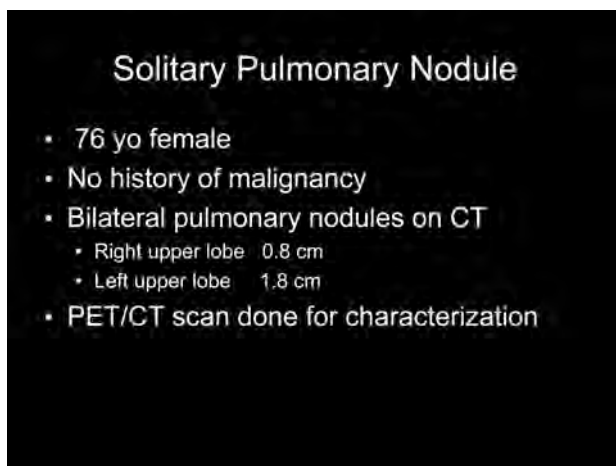 Solitary Pulmonary Nodule
• 76 yo female
• No history of malignancy
• Bilateral pulmonary nodules on CT
• Right upper lobe 0.8 cm
• Left upper lobe 1.8 cm
• PET/CT scan done for characterization